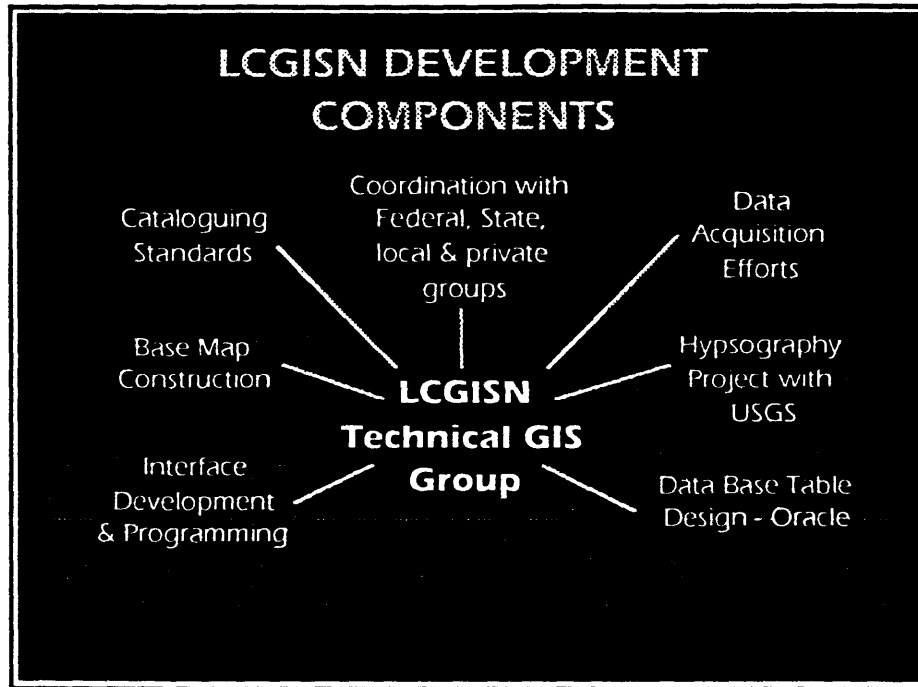 LCGISN DEVELOPMENT
COMPONENTS
Cataloguing
Standards
Coordination with
Federal, State,
local & private
groups
Data
Acquisition
Efforts
Base Map
Construction
Hypsography
Project with
USGS
LCGISN
Technical GIS
Group
Interface
Development
& Programming
Data Base Table
Design - Oracle